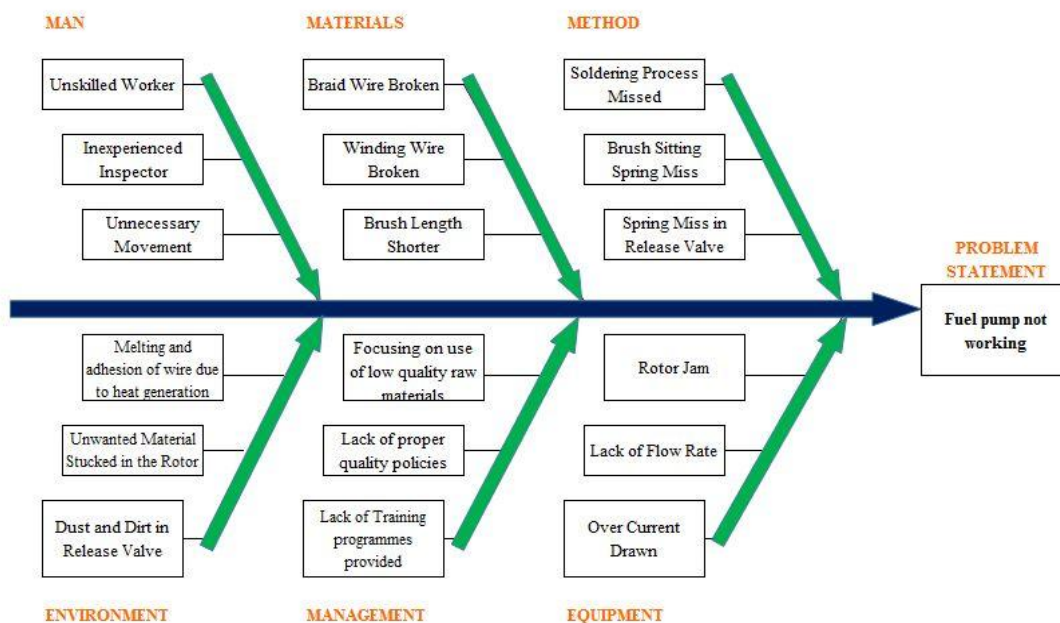 MAN
MATERIALS
METHOD
Unskilled Worker
Inexperienced
Inspector
Unnecessary
Movement
Braid Wire Broken
Winding Wire
Broken
Brush Length
Shorter
Soldering Process
Missed
Brush Sitting
Spring Miss
Spring Miss in
Release Valve
PROBLEM
STATEMENT
Fuel pump not
working
Melting and
adhesion of wire due
to heat generation
Unwanted Material
Stucked in the Rotor
Dust and Dirt in
Release Valve
Focusing on use
of low quality raw
materials
Lack of proper
quality policies
Lack of Training
programmes
provided
Rotor Jam
Lack of Flow Rate
Over Current
Drawn
ENVIRONMENT
MANAGEMENT
EQUIPMENT